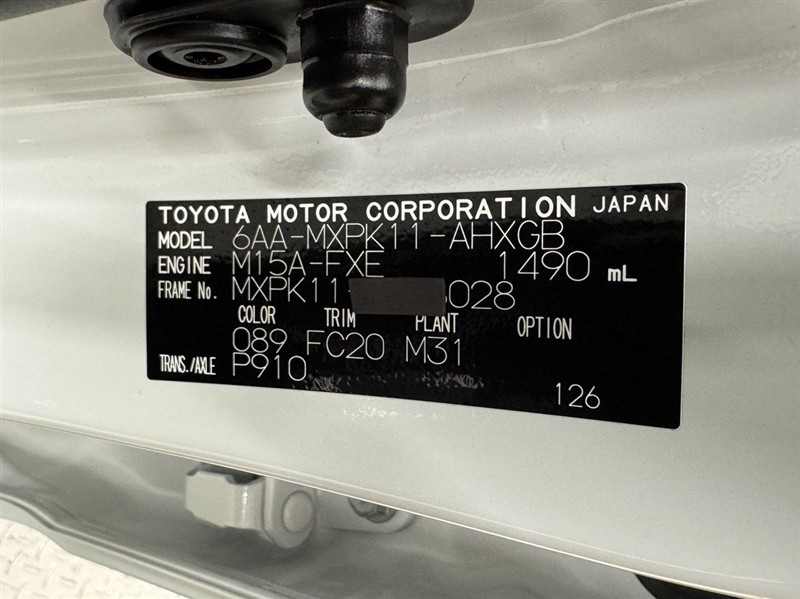 TOYOTA MOTOR CORPORATION JAPAN
MODEL 6AA-MXPK11-AHXGB
ENGINE M15A-FXE 1490 mL
FRAME No. MXPK11- 028
COLOR TRIM PLANT OPTION
089 FC20 M31
TRANS./AXLE P910
126